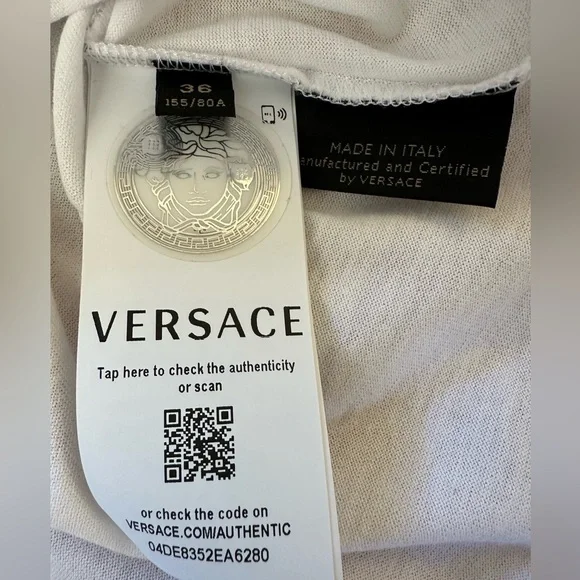 36
155/80A
MADE IN ITALY
anufactured and Certified
by VERSACE
VERSACE
Tap here to check the authenticity
or scan
or check the code on
VERSACE.COM/AUTHENTIC
04DE8352EA6280